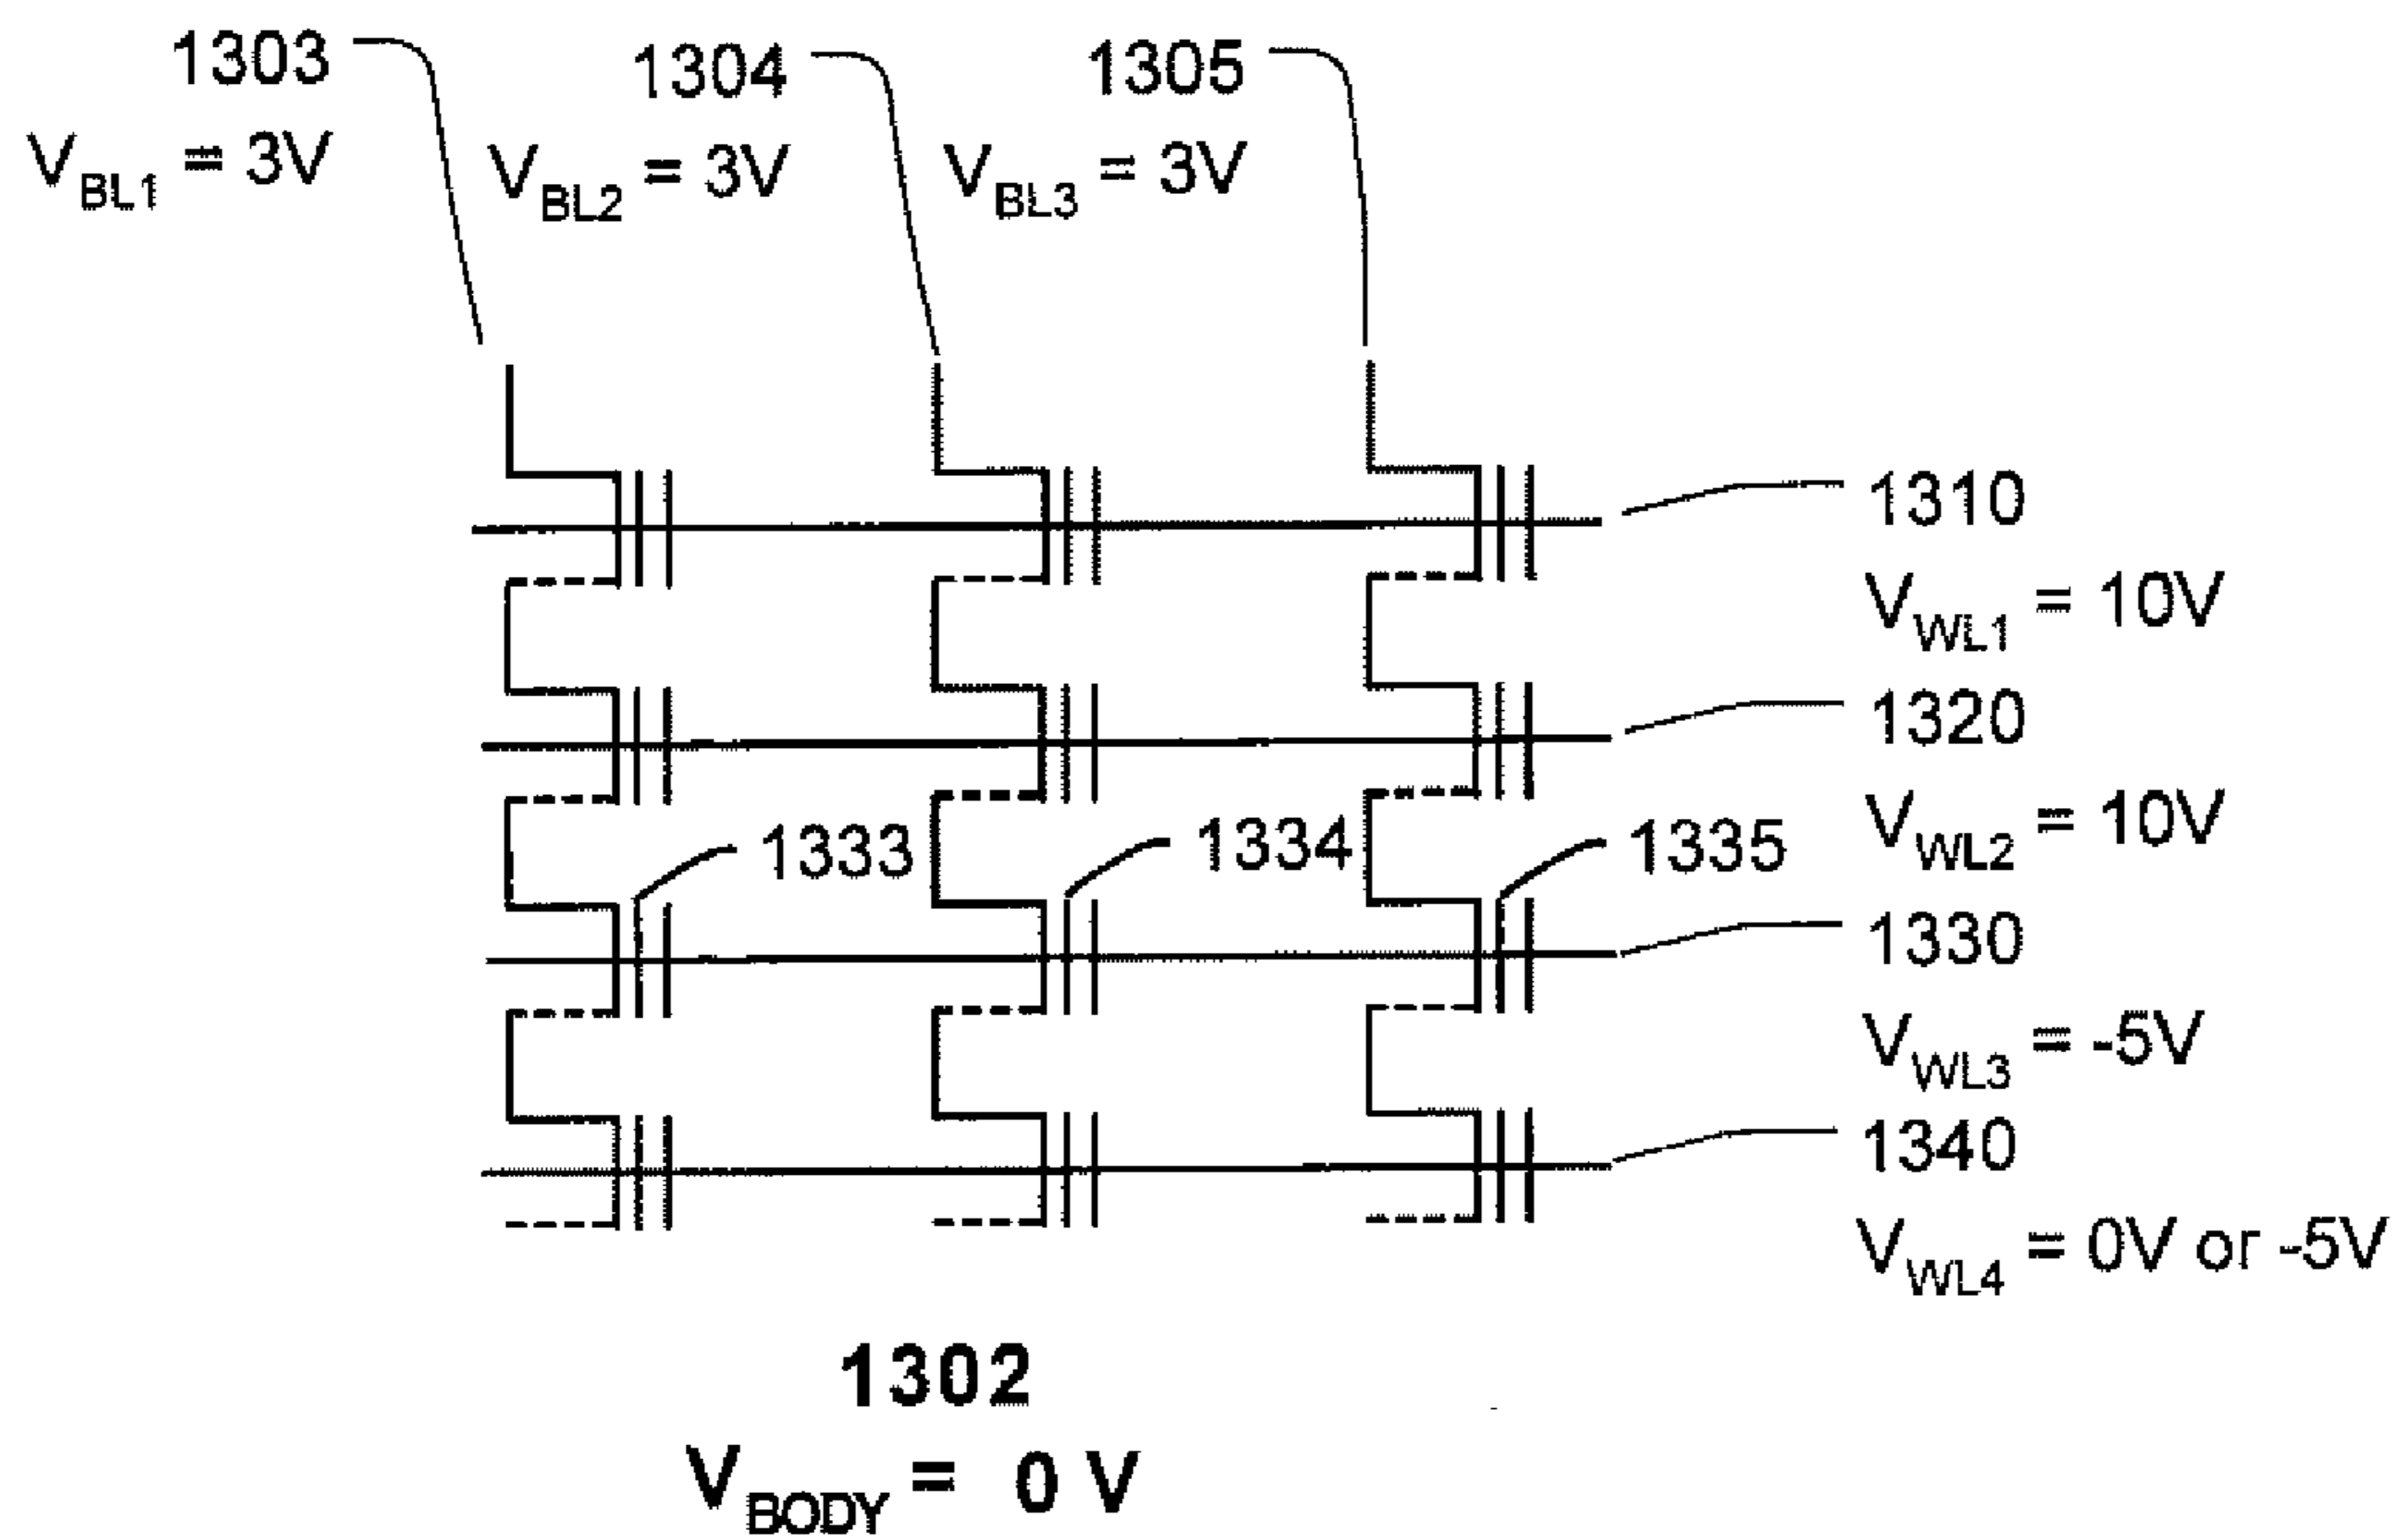 1303
1304
1305
V_BL1 = 3V
V_BL2 = 3V
V_BL3 = 3V
1310
V_WL1 = 10V
1320
V_WL2 = 10V
1333
1334
1335
1330
V_WL3 = -5V
1340
V_WL4 = 0V or -5V
1302
V_BODY = 0 V